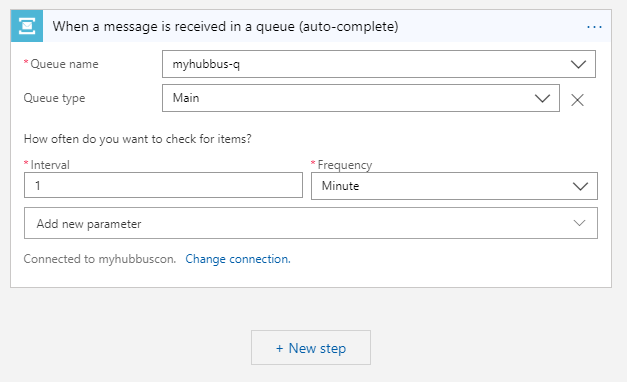 When a message is received in a queue (auto-complete)
* Queue name
myhubbus-q
Queue type
Main
How often do you want to check for items?
* Interval
* Frequency
1
Minute
Add new parameter
Connected to myhubbuscon. Change connection.
+ New step